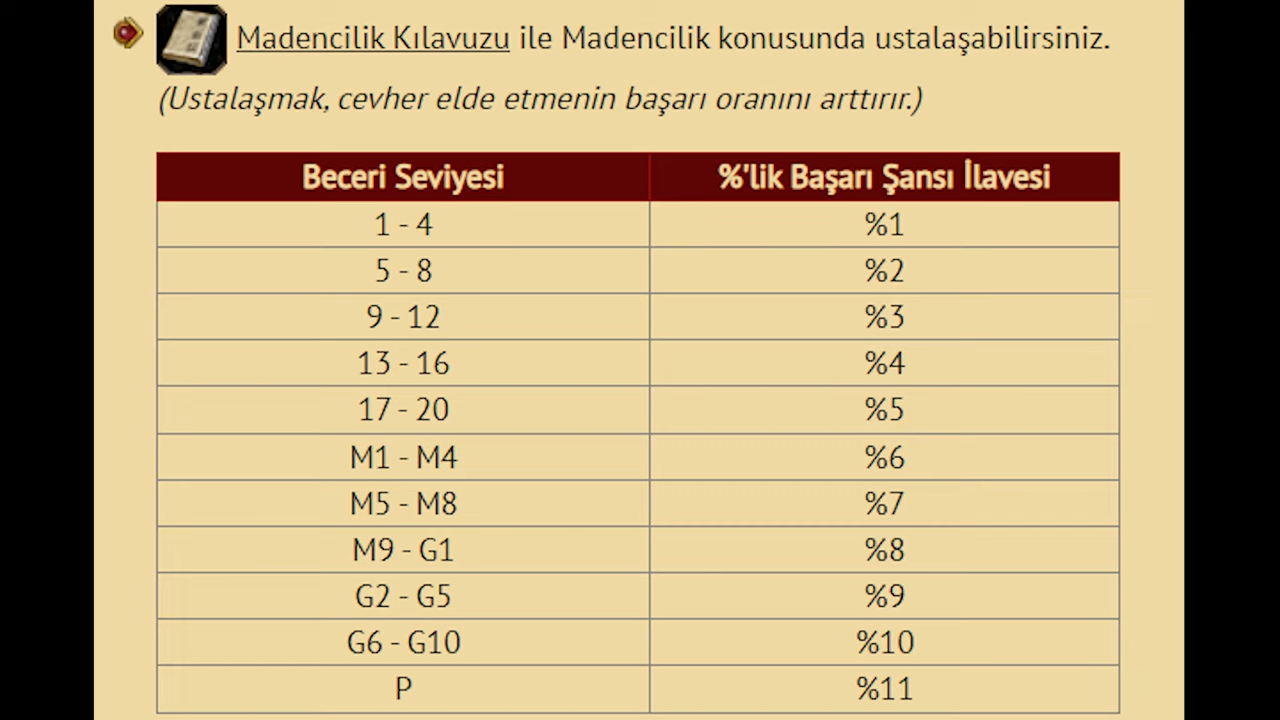 Madencilik Kılavuzu ile Madencilik konusunda ustalaşabilirsiniz.
(Ustalaşmak, cevher elde etmenin başarı oranını arttırır.)
Beceri Seviyesi %'lik Başarı Şansı İlavesi
1 - 4 %1
5 - 8 %2
9 - 12 %3
13 - 16 %4
17 - 20 %5
M1 - M4 %6
M5 - M8 %7
M9 - G1 %8
G2 - G5 %9
G6 - G10 %10
P %11